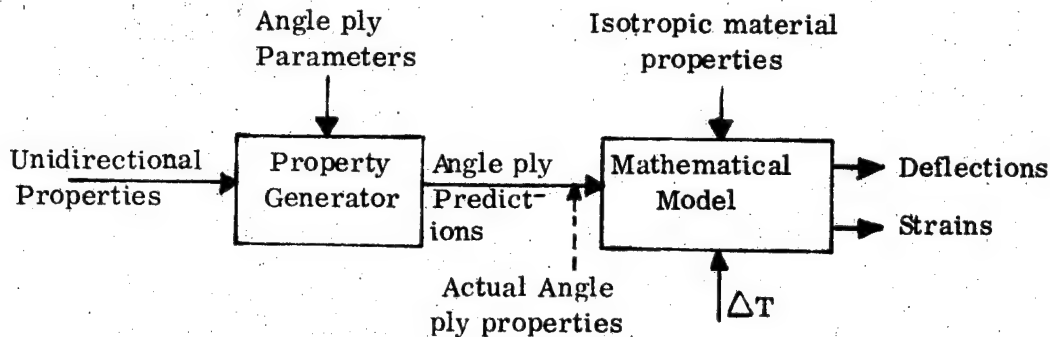 Angle ply
Parameters
Isotropic material
properties
Unidirectional
Properties
Property
Generator
Angle ply
Predict-
ions
Mathematical
Model
Deflections
Strains
Actual Angle
ply properties
ΔT